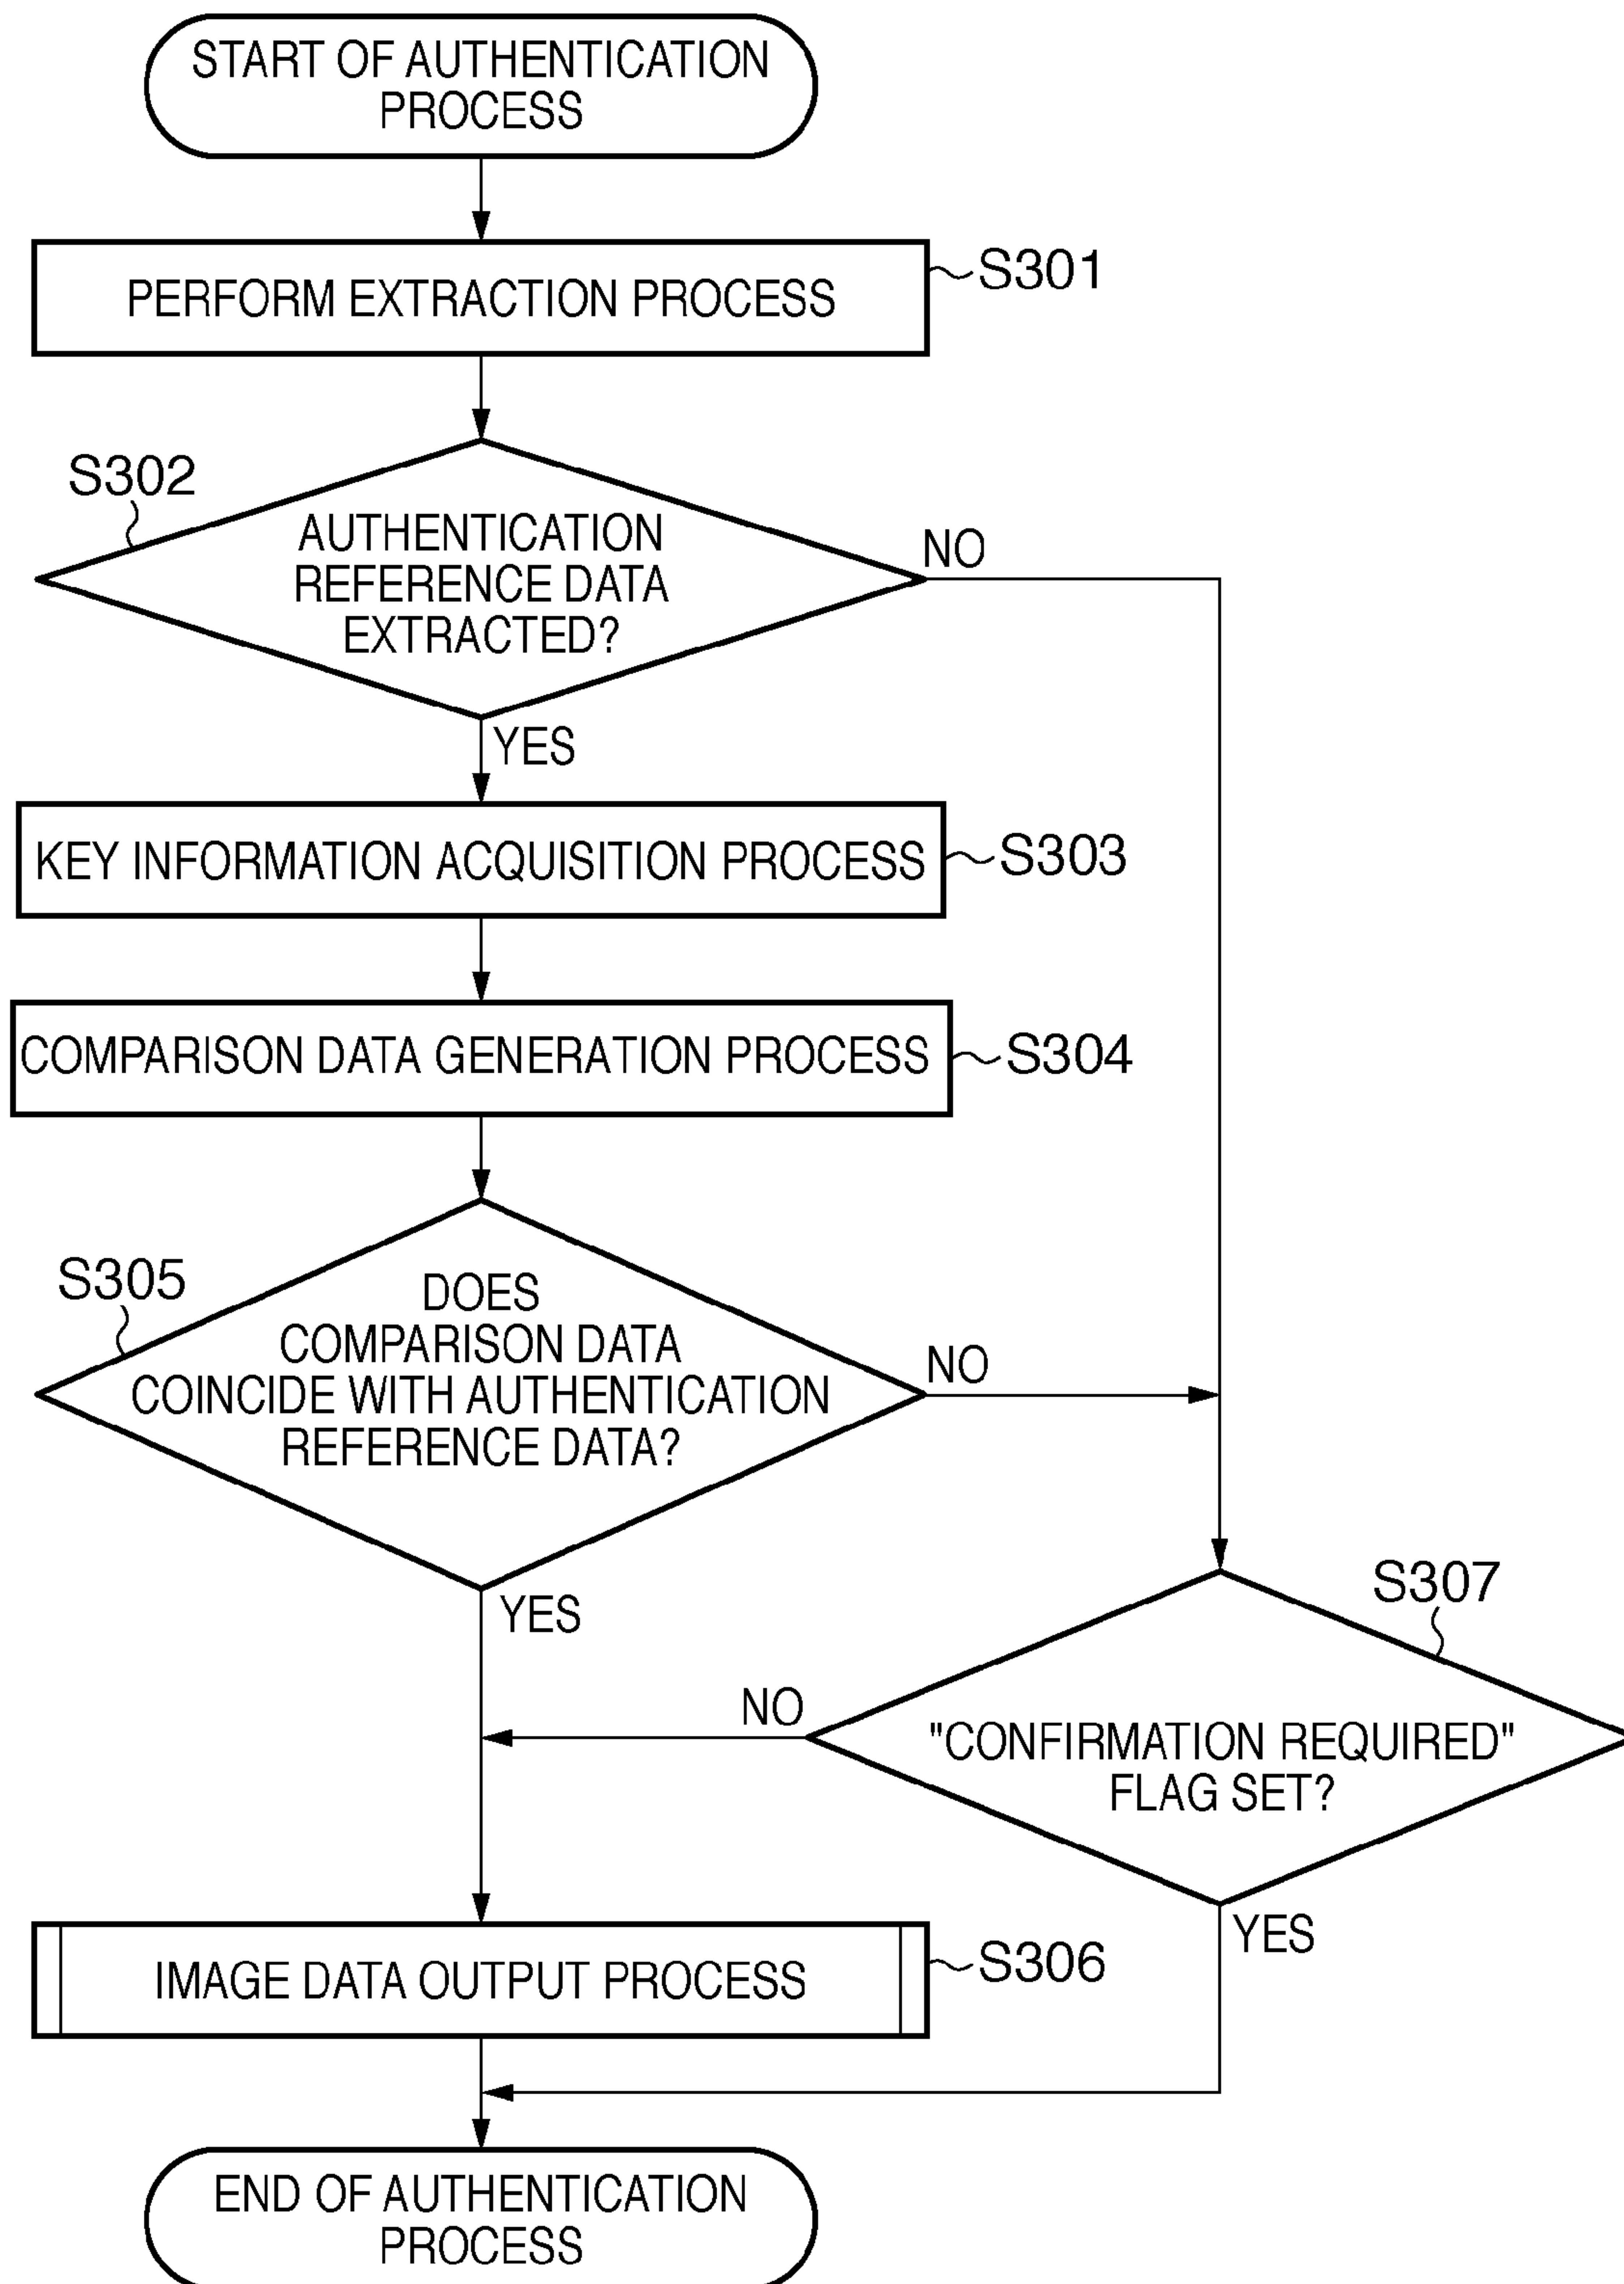 START OF AUTHENTICATION
PROCESS
PERFORM EXTRACTION PROCESS
S301
S302
AUTHENTICATION
REFERENCE DATA
EXTRACTED?
NO
YES
KEY INFORMATION ACQUISITION PROCESS
S303
COMPARISON DATA GENERATION PROCESS
S304
S305
DOES
COMPARISON DATA
COINCIDE WITH AUTHENTICATION
REFERENCE DATA?
NO
YES
S307
NO
"CONFIRMATION REQUIRED"
FLAG SET?
YES
IMAGE DATA OUTPUT PROCESS
S306
END OF AUTHENTICATION
PROCESS